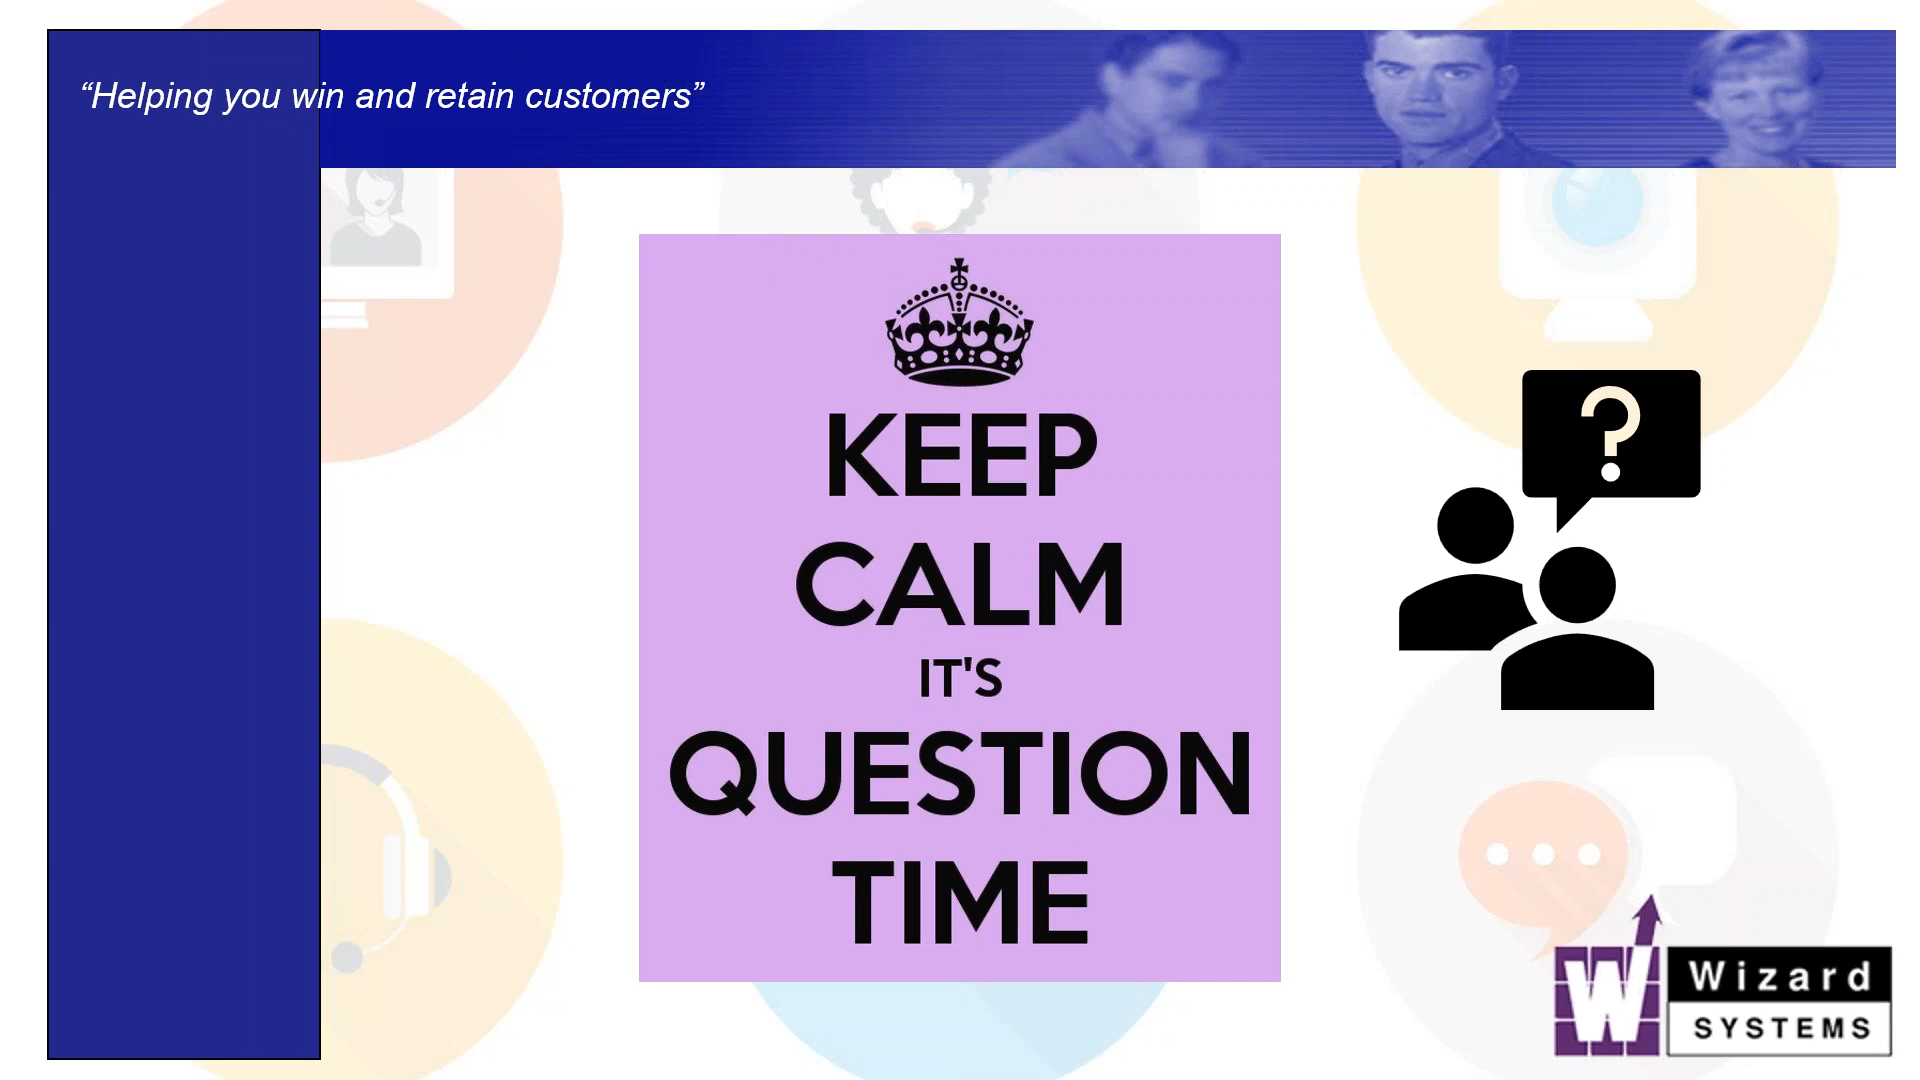 “Helping you win and retain customers”
KEEP
CALM
IT'S
QUESTION
TIME
?
W Wizard
SYSTEMS